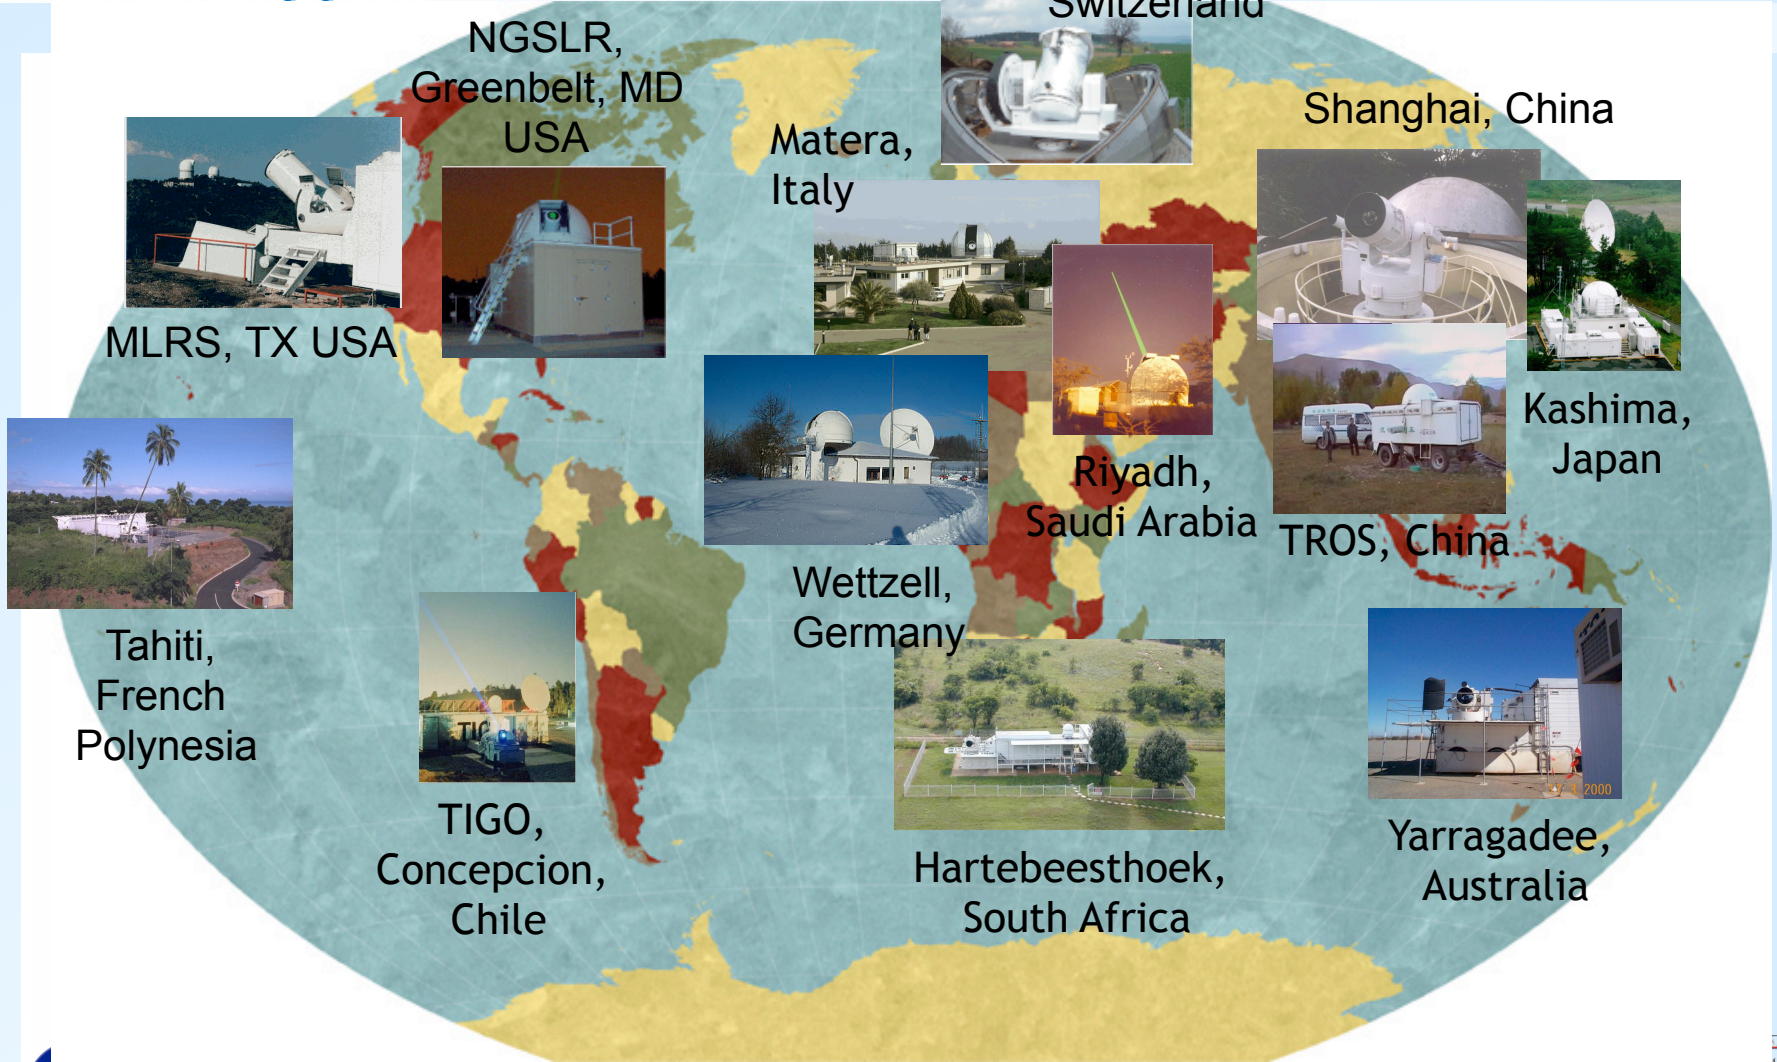 Switzerland
NGSLR,
Greenbelt, MD
USA
Shanghai, China
Matera,
Italy
MLRS, TX USA
Kashima,
Japan
Riyadh,
Saudi Arabia
TROS, China
Wettzell,
Germany
Tahiti,
French
Polynesia
TIGO,
Concepcion,
Chile
Hartebeesthoek,
South Africa
Yarragadee,
Australia